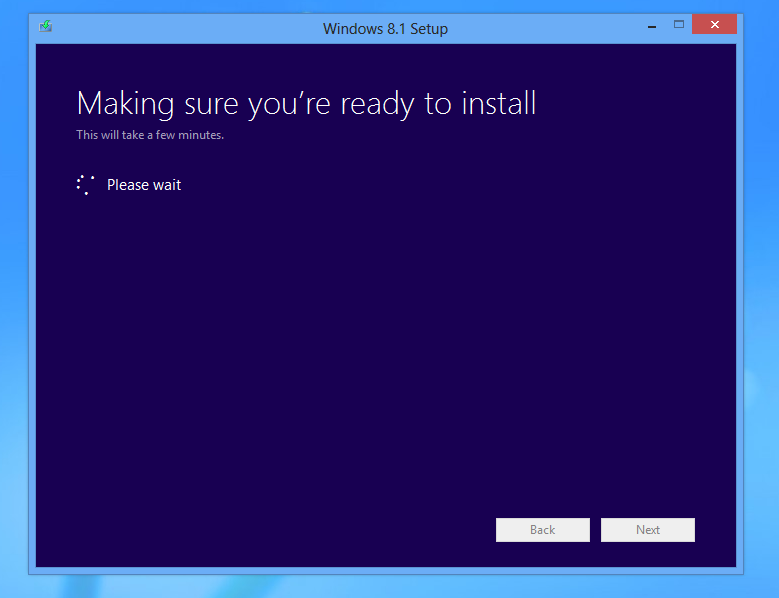 Windows 8.1 Setup
Making sure you’re ready to install
This will take a few minutes.
Please wait
Back
Next